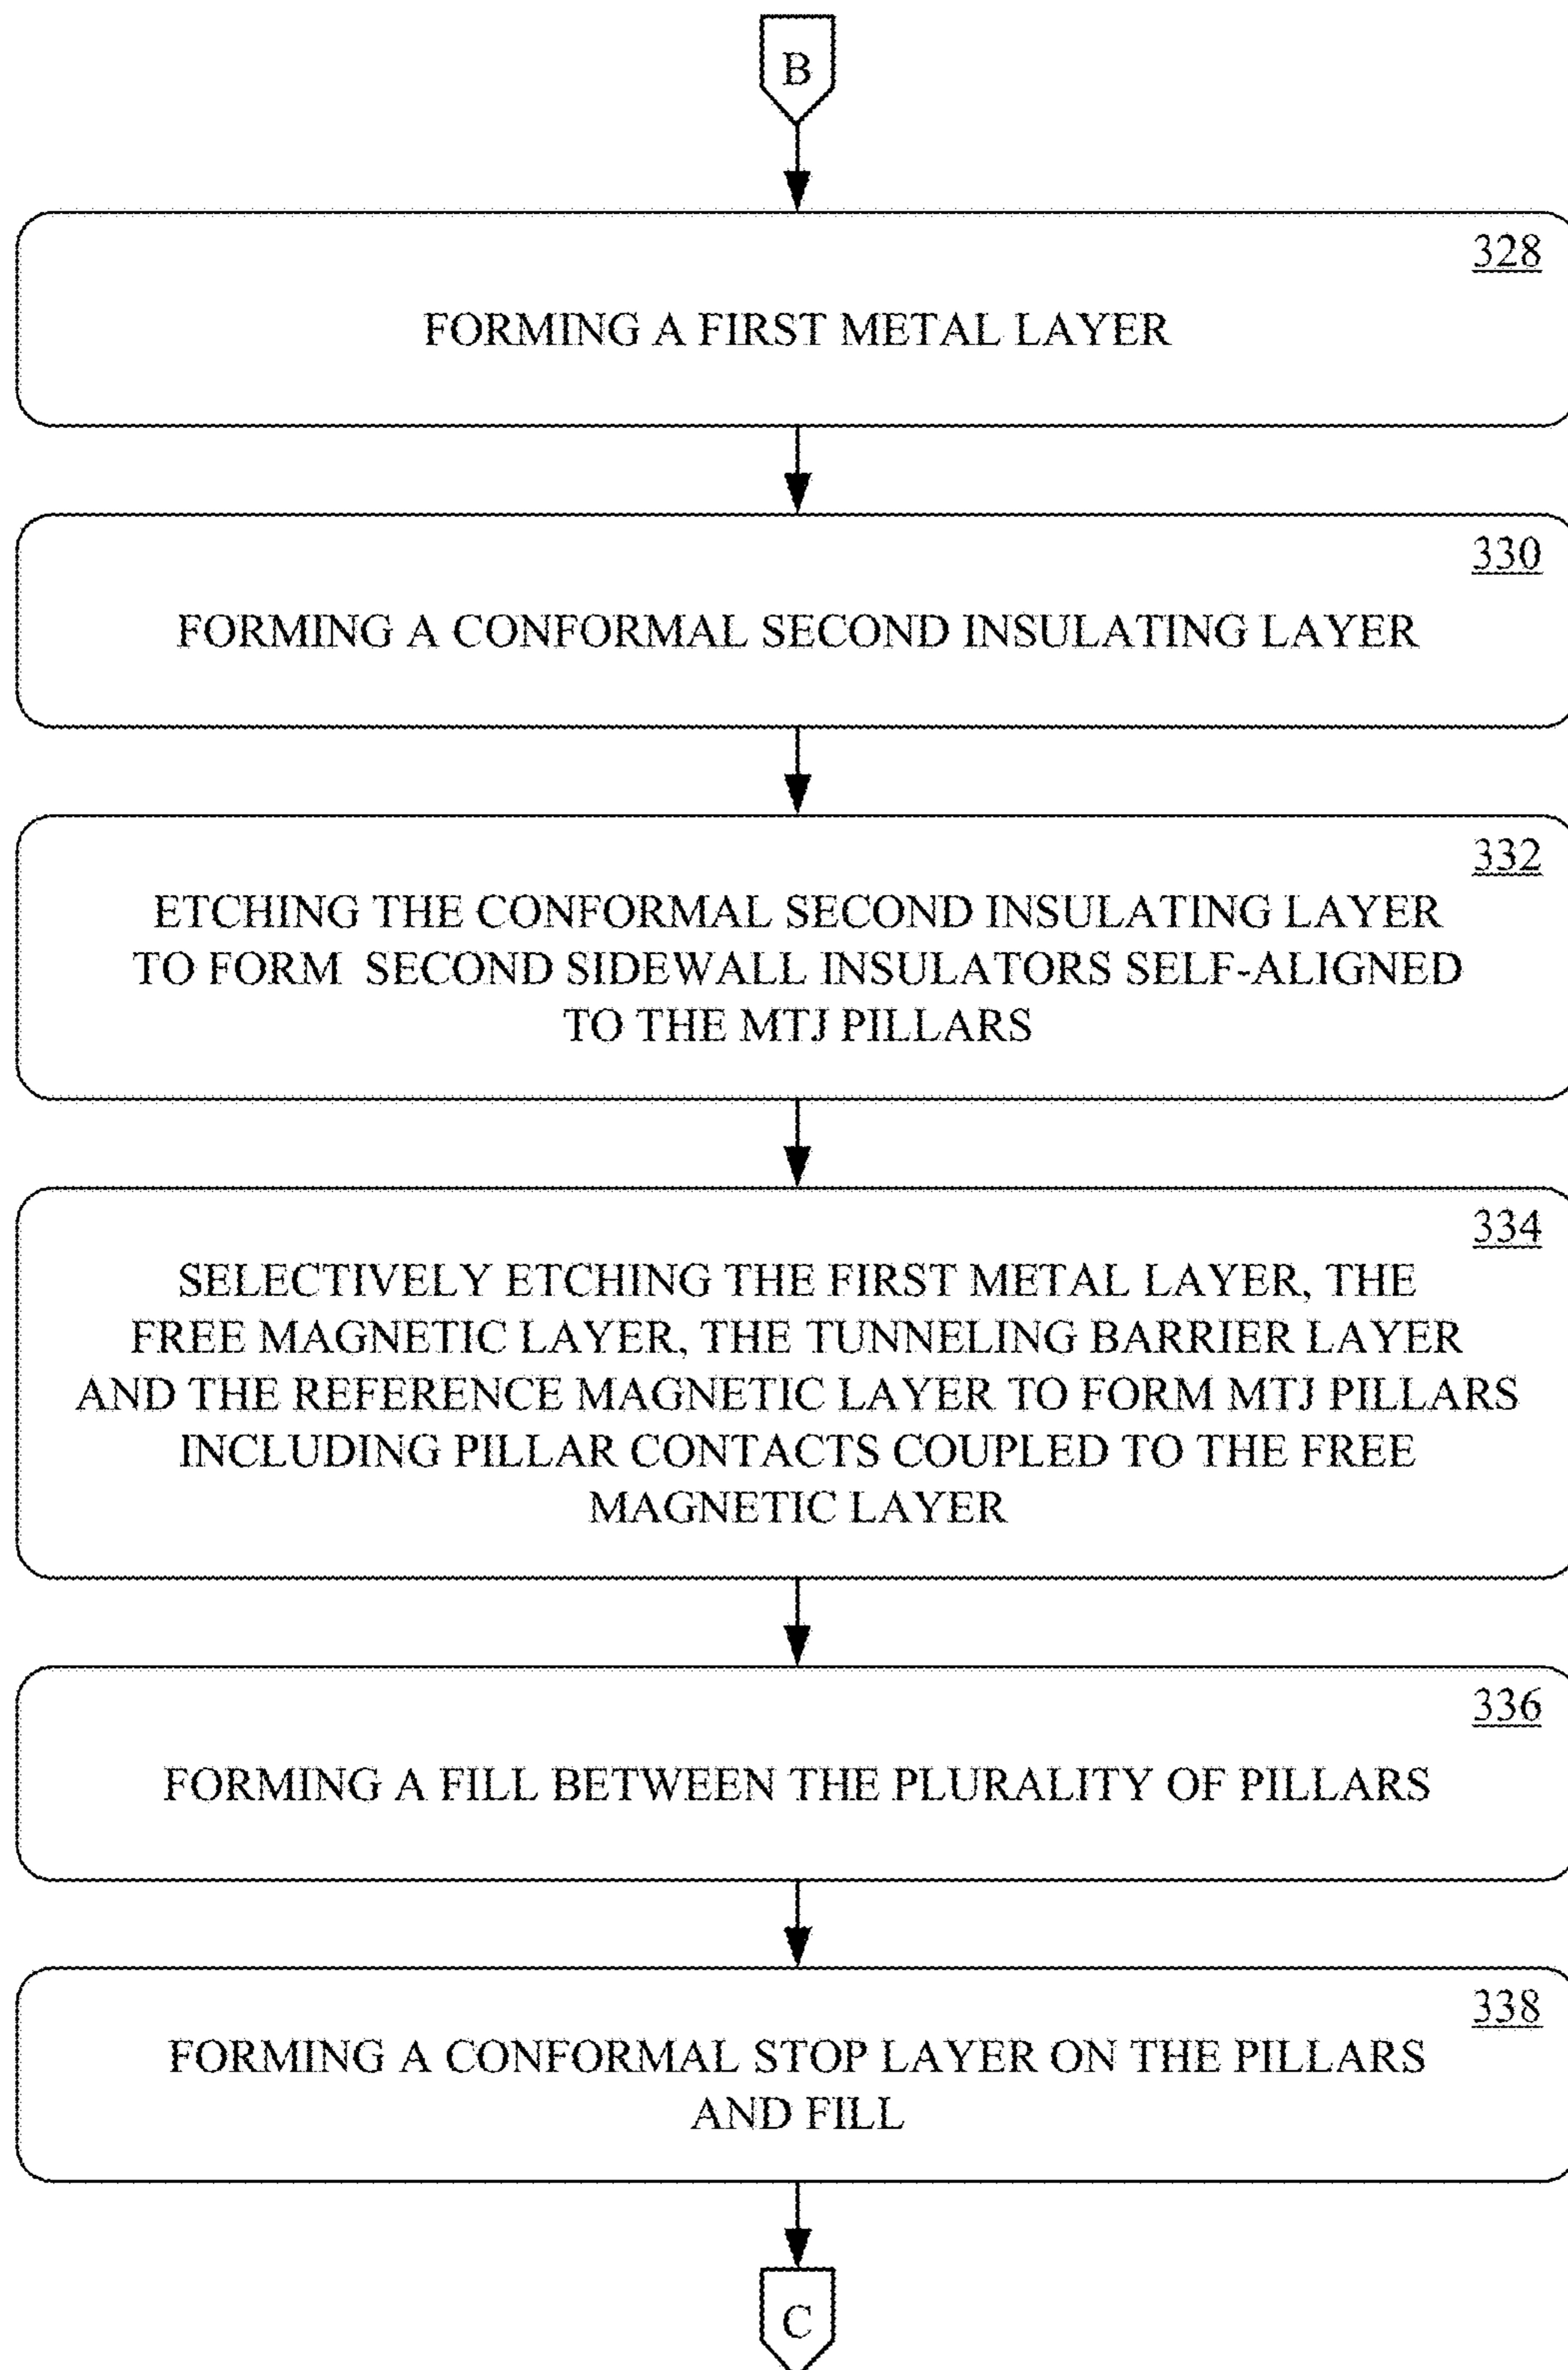 B
328
FORMING A FIRST METAL LAYER
330
FORMING A CONFORMAL SECOND INSULATING LAYER
332
ETCHING THE CONFORMAL SECOND INSULATING LAYER
TO FORM SECOND SIDEWALL INSULATORS SELF-ALIGNED
TO THE MTJ PILLARS
334
SELECTIVELY ETCHING THE FIRST METAL LAYER, THE
FREE MAGNETIC LAYER, THE TUNNELING BARRIER LAYER
AND THE REFERENCE MAGNETIC LAYER TO FORM MTJ PILLARS
INCLUDING PILLAR CONTACTS COUPLED TO THE FREE
MAGNETIC LAYER
336
FORMING A FILL BETWEEN THE PLURALITY OF PILLARS
338
FORMING A CONFORMAL STOP LAYER ON THE PILLARS
AND FILL
C